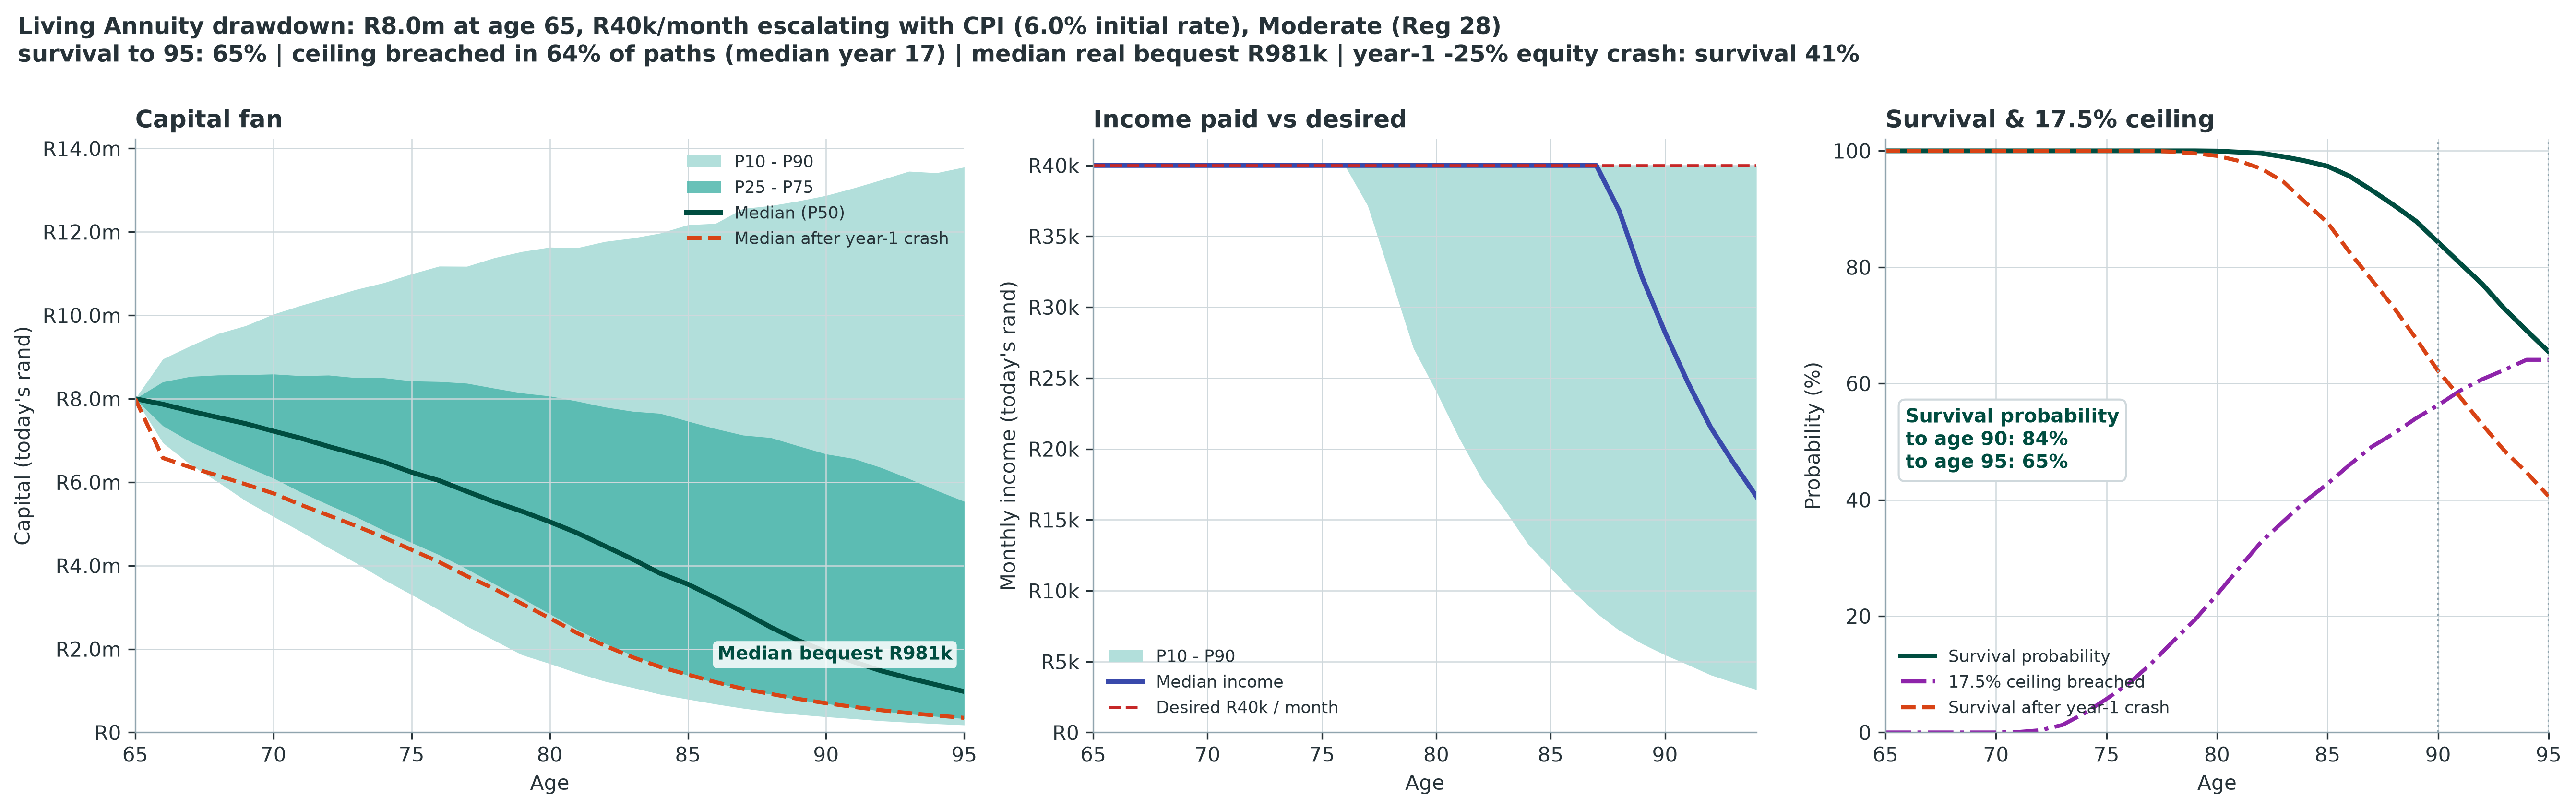 Living Annuity drawdown: R8.0m at age 65, R40k/month escalating with CPI (6.0% initial rate), Moderate (Reg 28)
survival to 95: 65% | ceiling breached in 64% of paths (median year 17) | median real bequest R981k | year-1 -25% equity crash: survival 41%
Capital fan
R14.0m
R12.0m
R10.0m
R8.0m
R6.0m
R4.0m
R2.0m
R0
Capital (today's rand)
P10 - P90
P25 - P75
Median (P50)
Median after year-1 crash
Median bequest R981k
65 70 75 80 85 90 95
Age
Income paid vs desired
R40k
R35k
R30k
R25k
R20k
R15k
R10k
R5k
R0
Monthly income (today's rand)
P10 - P90
Median income
Desired R40k / month
65 70 75 80 85 90
Age
Survival & 17.5% ceiling
100
80
60
40
20
0
Probability (%)
Survival probability
to age 90: 84%
to age 95: 65%
Survival probability
17.5% ceiling breached
Survival after year-1 crash
65 70 75 80 85 90 95
Age